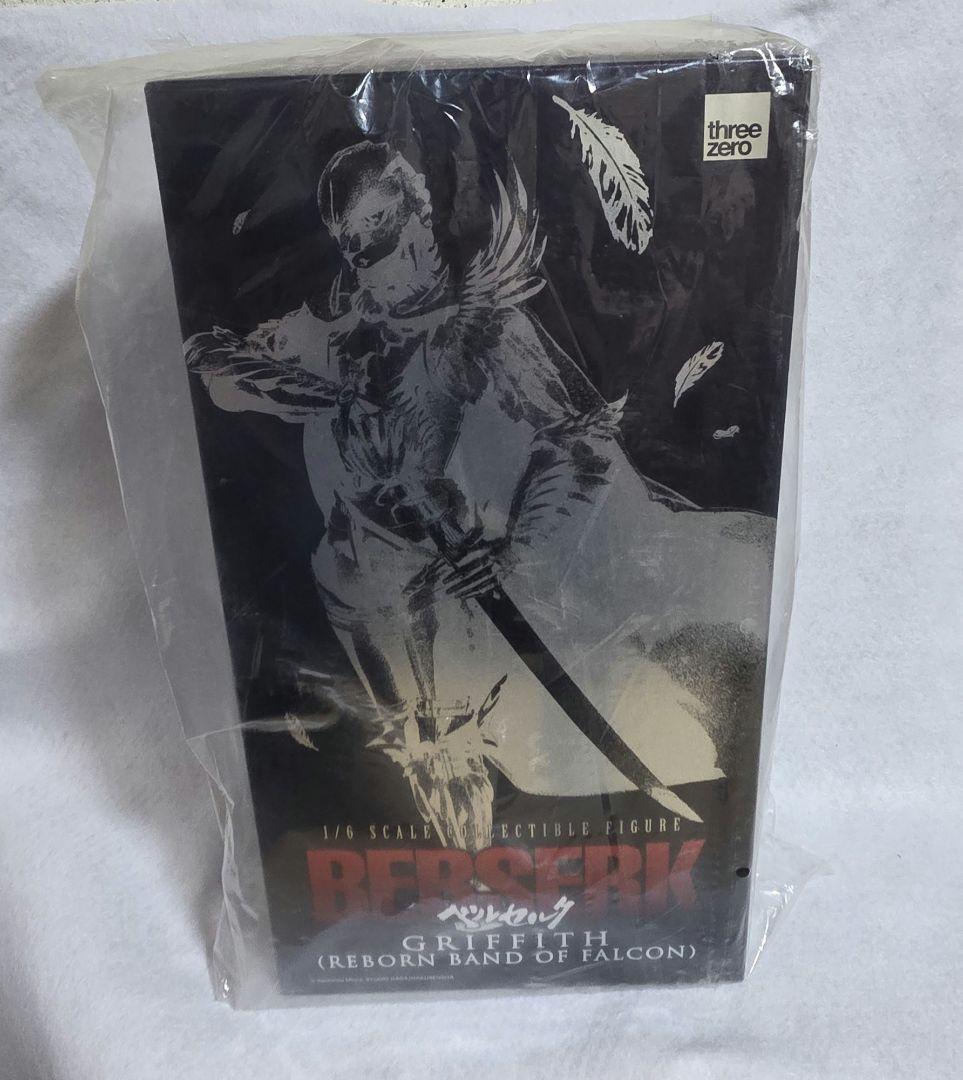 three
zero
1/6 SCALE COLLECTIBLE FIGURE
BERSERK
ベルセルク
GRIFFITH
(REBORN BAND OF FALCON)